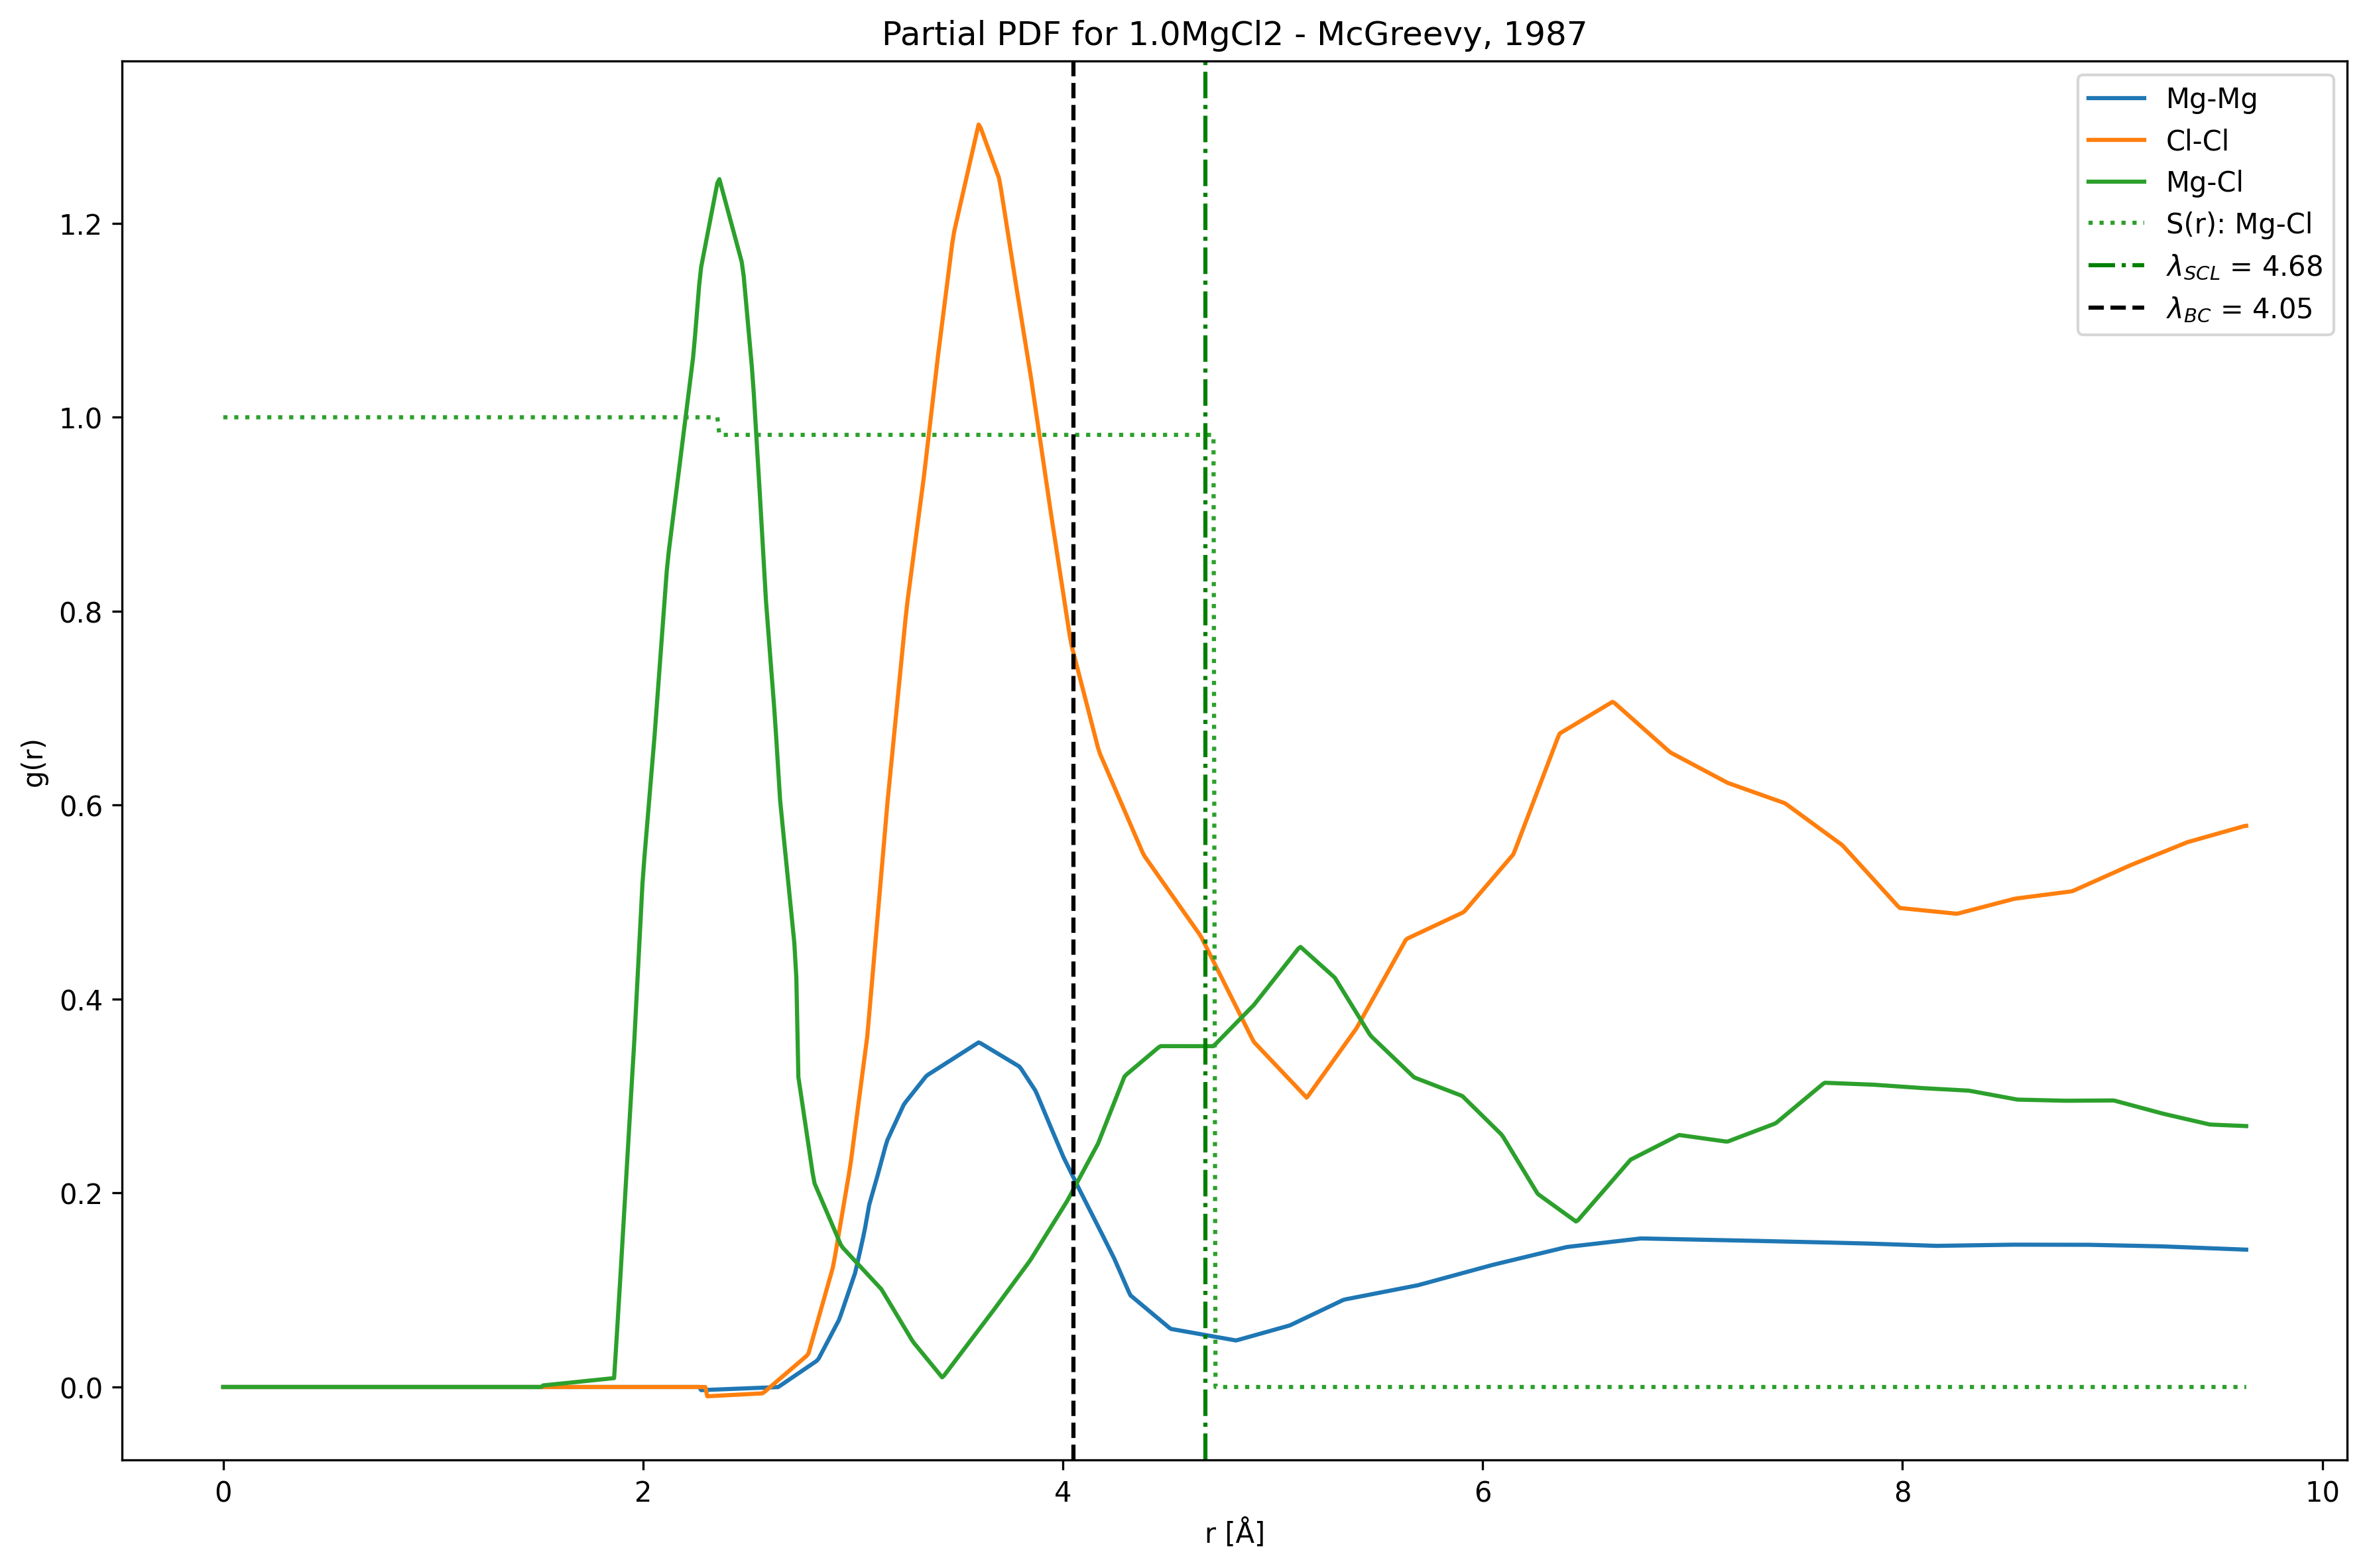 Partial PDF for 1.0MgCl2 - McGreevy, 1987
Mg-Mg
Cl-Cl
Mg-Cl
S(r): Mg-Cl
λSCL = 4.68
λBC = 4.05
g(r)
1.2
1.0
0.8
0.6
0.4
0.2
0.0
0 2 4 6 8 10
r [Å]